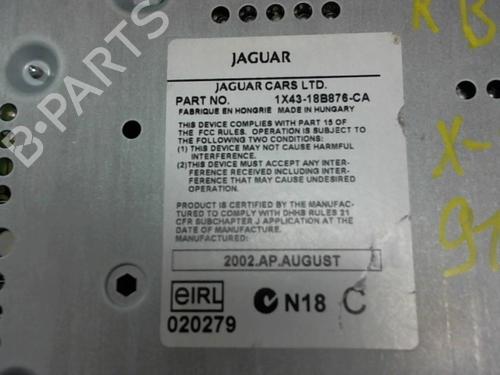 JAGUAR
JAGUAR CARS LTD.
PART NO. 1X43-18B876-CA
FABRIQUE EN HONGRIE MADE IN HUNGARY
THIS DEVICE COMPLIES WITH PART 15 OF
THE FCC RULES. OPERATION IS SUBJECT TO
THE FOLLOWING TWO CONDITIONS:
(1) THIS DEVICE MAY NOT CAUSE HARMFUL
INTERFERENCE.
(2)THIS DEVICE MUST ACCEPT ANY INTER-
FERENCE RECEIVED INCLUDING INTER-
FERENCE THAT MAY CAUSE UNDESIRED
OPERATION.
PRODUCT IS CERTIFIED BY THE MANUFAC-
TURED TO COMPLY WITH DHHB RULES 21
CFR SUBCHAPTER J APPLICATION AT THE
DATE OF MANUFACTURE.
2002.AP.AUGUST
eIRL
020279
N18 C
B-PARTS